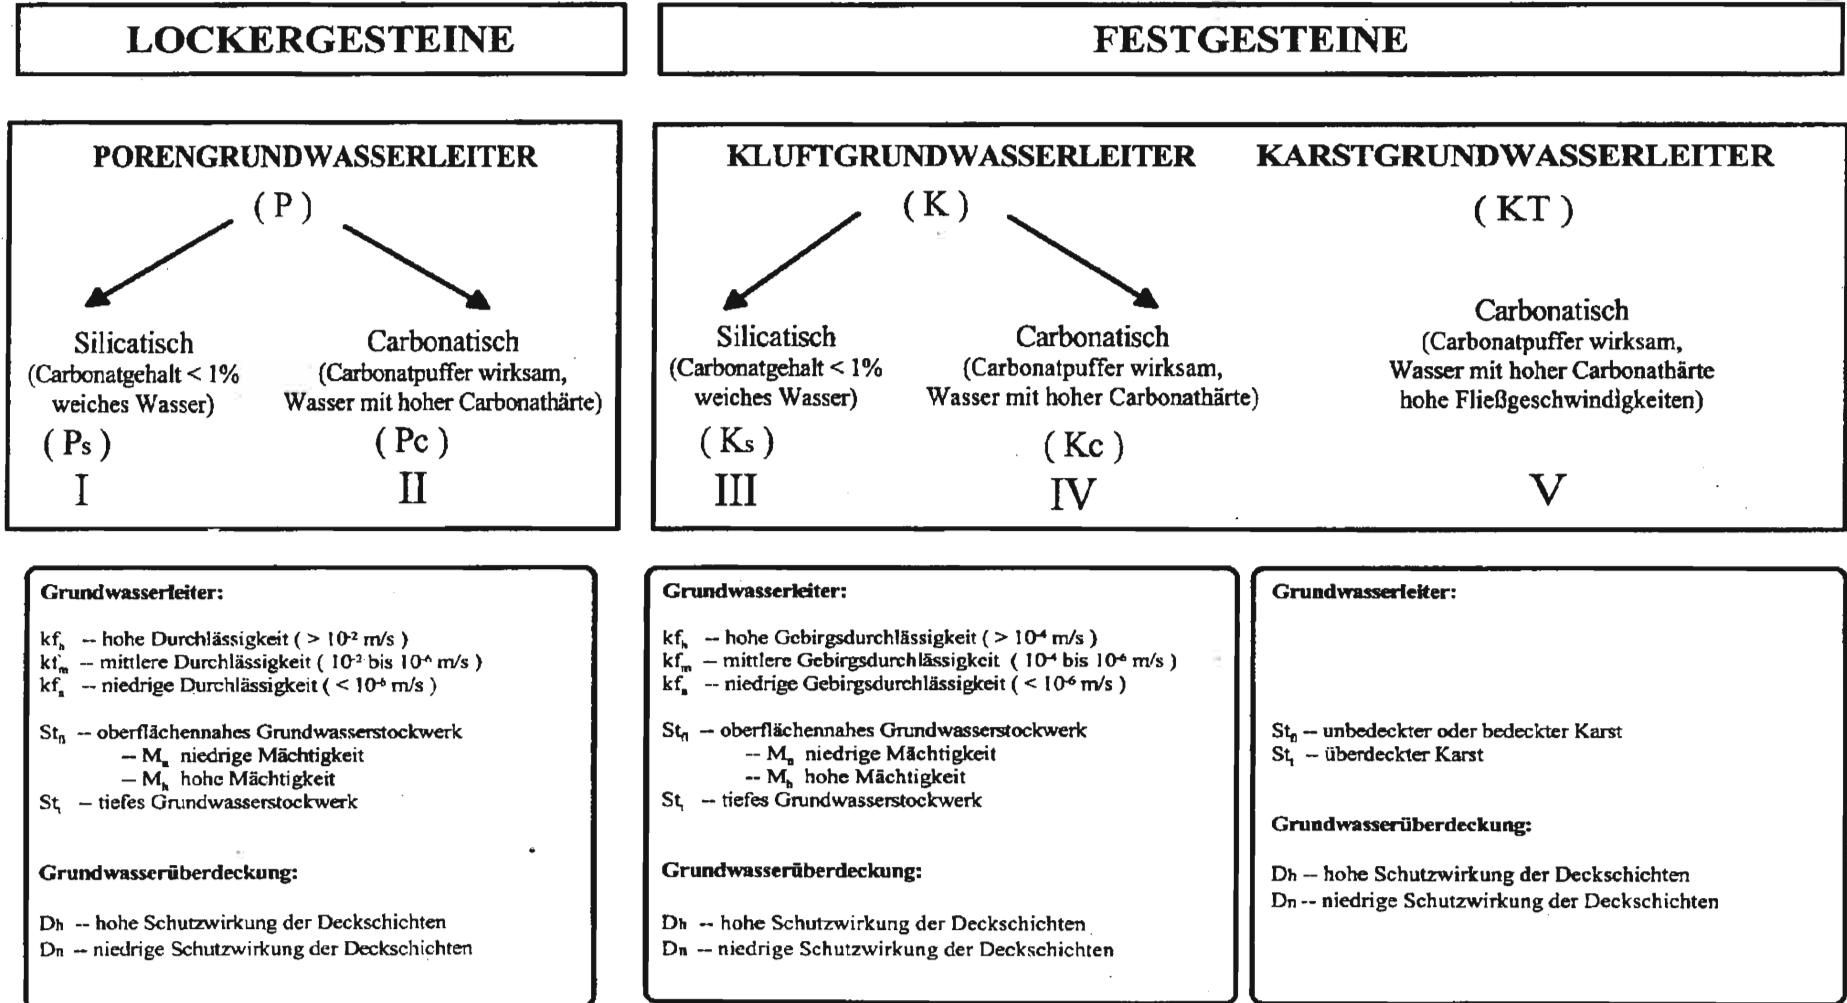 LOCKERGESTEINE
FESTGESTEINE
PORENGRUNDWASSERLEITER
( P )
Silicatisch
(Carbonatgehalt < 1%
weiches Wasser)
( Ps )
I
Carbonatisch
(Carbonatpuffer wirksam,
Wasser mit hoher Carbonathärte)
( Pc )
II
KLUFTGRUNDWASSERLEITER
( K )
Silicatisch
(Carbonatgehalt < 1%
weiches Wasser)
( Ks )
III
Carbonatisch
(Carbonatpuffer wirksam,
Wasser mit hoher Carbonathärte)
( Kc )
IV
KARSTGRUNDWASSERLEITER
( KT )
Carbonatisch
(Carbonatpuffer wirksam,
Wasser mit hoher Carbonathärte
hohe Fließgeschwindigkeiten)
V
Grundwasserleiter:
kfₕ -- hohe Durchlässigkeit ( > 10⁻² m/s )
kfₘ -- mittlere Durchlässigkeit ( 10⁻² bis 10⁻⁶ m/s )
kfₙ -- niedrige Durchlässigkeit ( < 10⁻⁶ m/s )
Stfl -- oberflächennahes Grundwasserstockwerk
-- Mₙ niedrige Mächtigkeit
-- Mₕ hohe Mächtigkeit
Stₜ -- tiefes Grundwasserstockwerk
Grundwasserüberdeckung:
Dh -- hohe Schutzwirkung der Deckschichten
Dn -- niedrige Schutzwirkung der Deckschichten
Grundwasserleiter:
kfₕ -- hohe Gebirgsdurchlässigkeit ( > 10⁻⁴ m/s )
kfₘ -- mittlere Gebirgsdurchlässigkeit ( 10⁻⁴ bis 10⁻⁶ m/s )
kfₙ -- niedrige Gebirgsdurchlässigkeit ( < 10⁻⁶ m/s )
Stfl -- oberflächennahes Grundwasserstockwerk
-- Mₙ niedrige Mächtigkeit
-- Mₕ hohe Mächtigkeit
Stₜ -- tiefes Grundwasserstockwerk
Grundwasserüberdeckung:
Dh -- hohe Schutzwirkung der Deckschichten
Dn -- niedrige Schutzwirkung der Deckschichten
Grundwasserleiter:
Stfl -- unbedeckter oder bedeckter Karst
Stₜ -- überdeckter Karst
Grundwasserüberdeckung:
Dh -- hohe Schutzwirkung der Deckschichten
Dn -- niedrige Schutzwirkung der Deckschichten